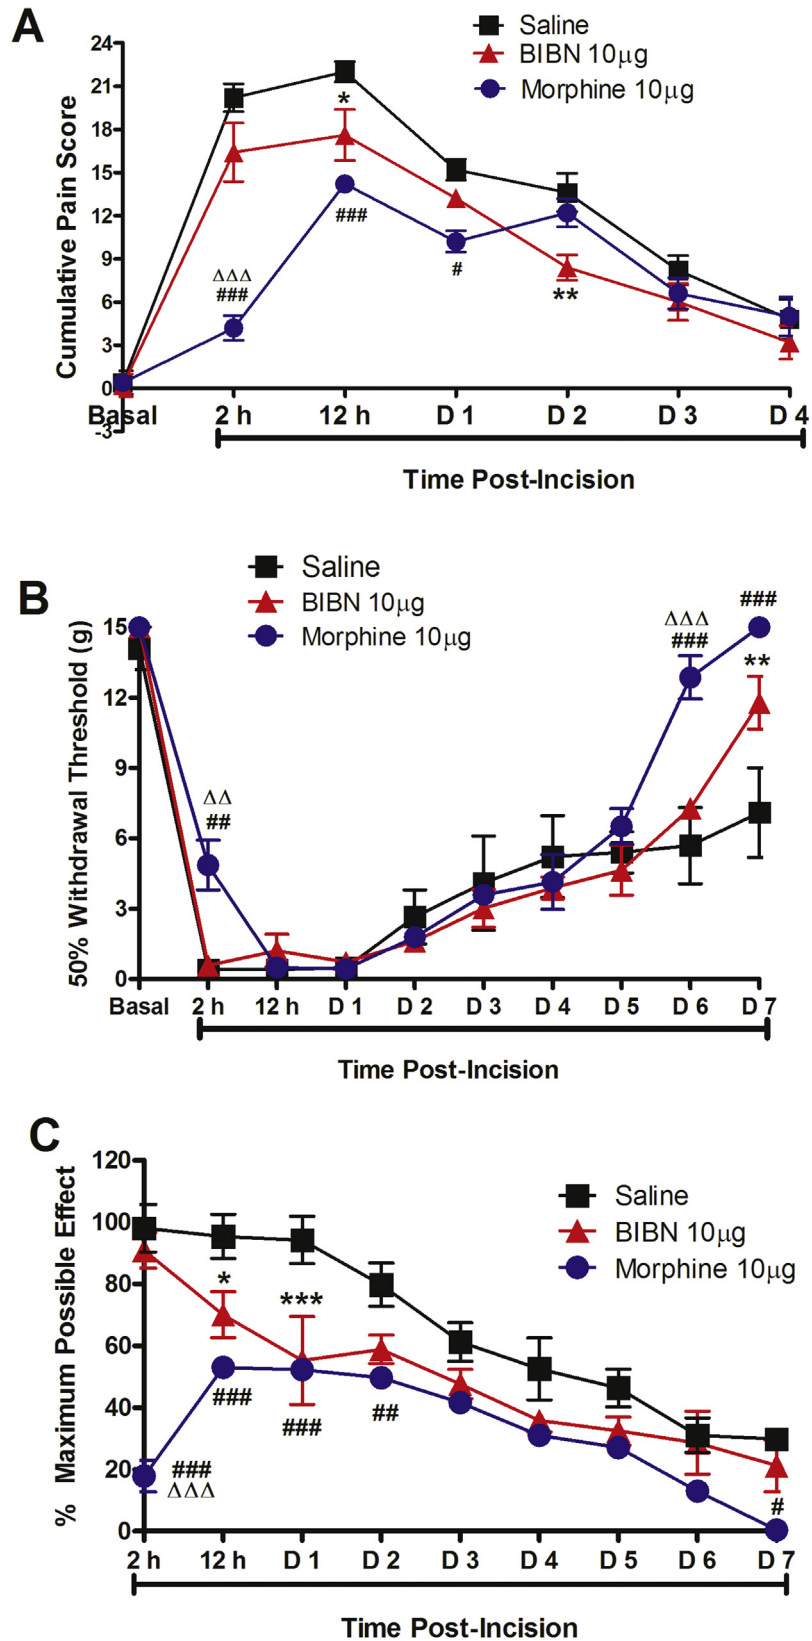 A
Saline
BIBN 10μg
Morphine 10μg
Cumulative Pain Score
24
21
18
15
12
9
6
3
0
-3
*
###
ΔΔΔ
###
#
**
Basal 2 h 12 h D 1 D 2 D 3 D 4
Time Post-Incision
B
Saline
BIBN 10μg
Morphine 10μg
50% Withdrawal Threshold (g)
15
12
9
6
3
0
ΔΔ
##
ΔΔΔ
###
###
**
Basal 2 h 12 h D 1 D 2 D 3 D 4 D 5 D 6 D 7
Time Post-Incision
C
Saline
BIBN 10μg
Morphine 10μg
% Maximum Possible Effect
120
100
80
60
40
20
0
*
***
###
###
##
###
ΔΔΔ
#
2 h 12 h D 1 D 2 D 3 D 4 D 5 D 6 D 7
Time Post-Incision